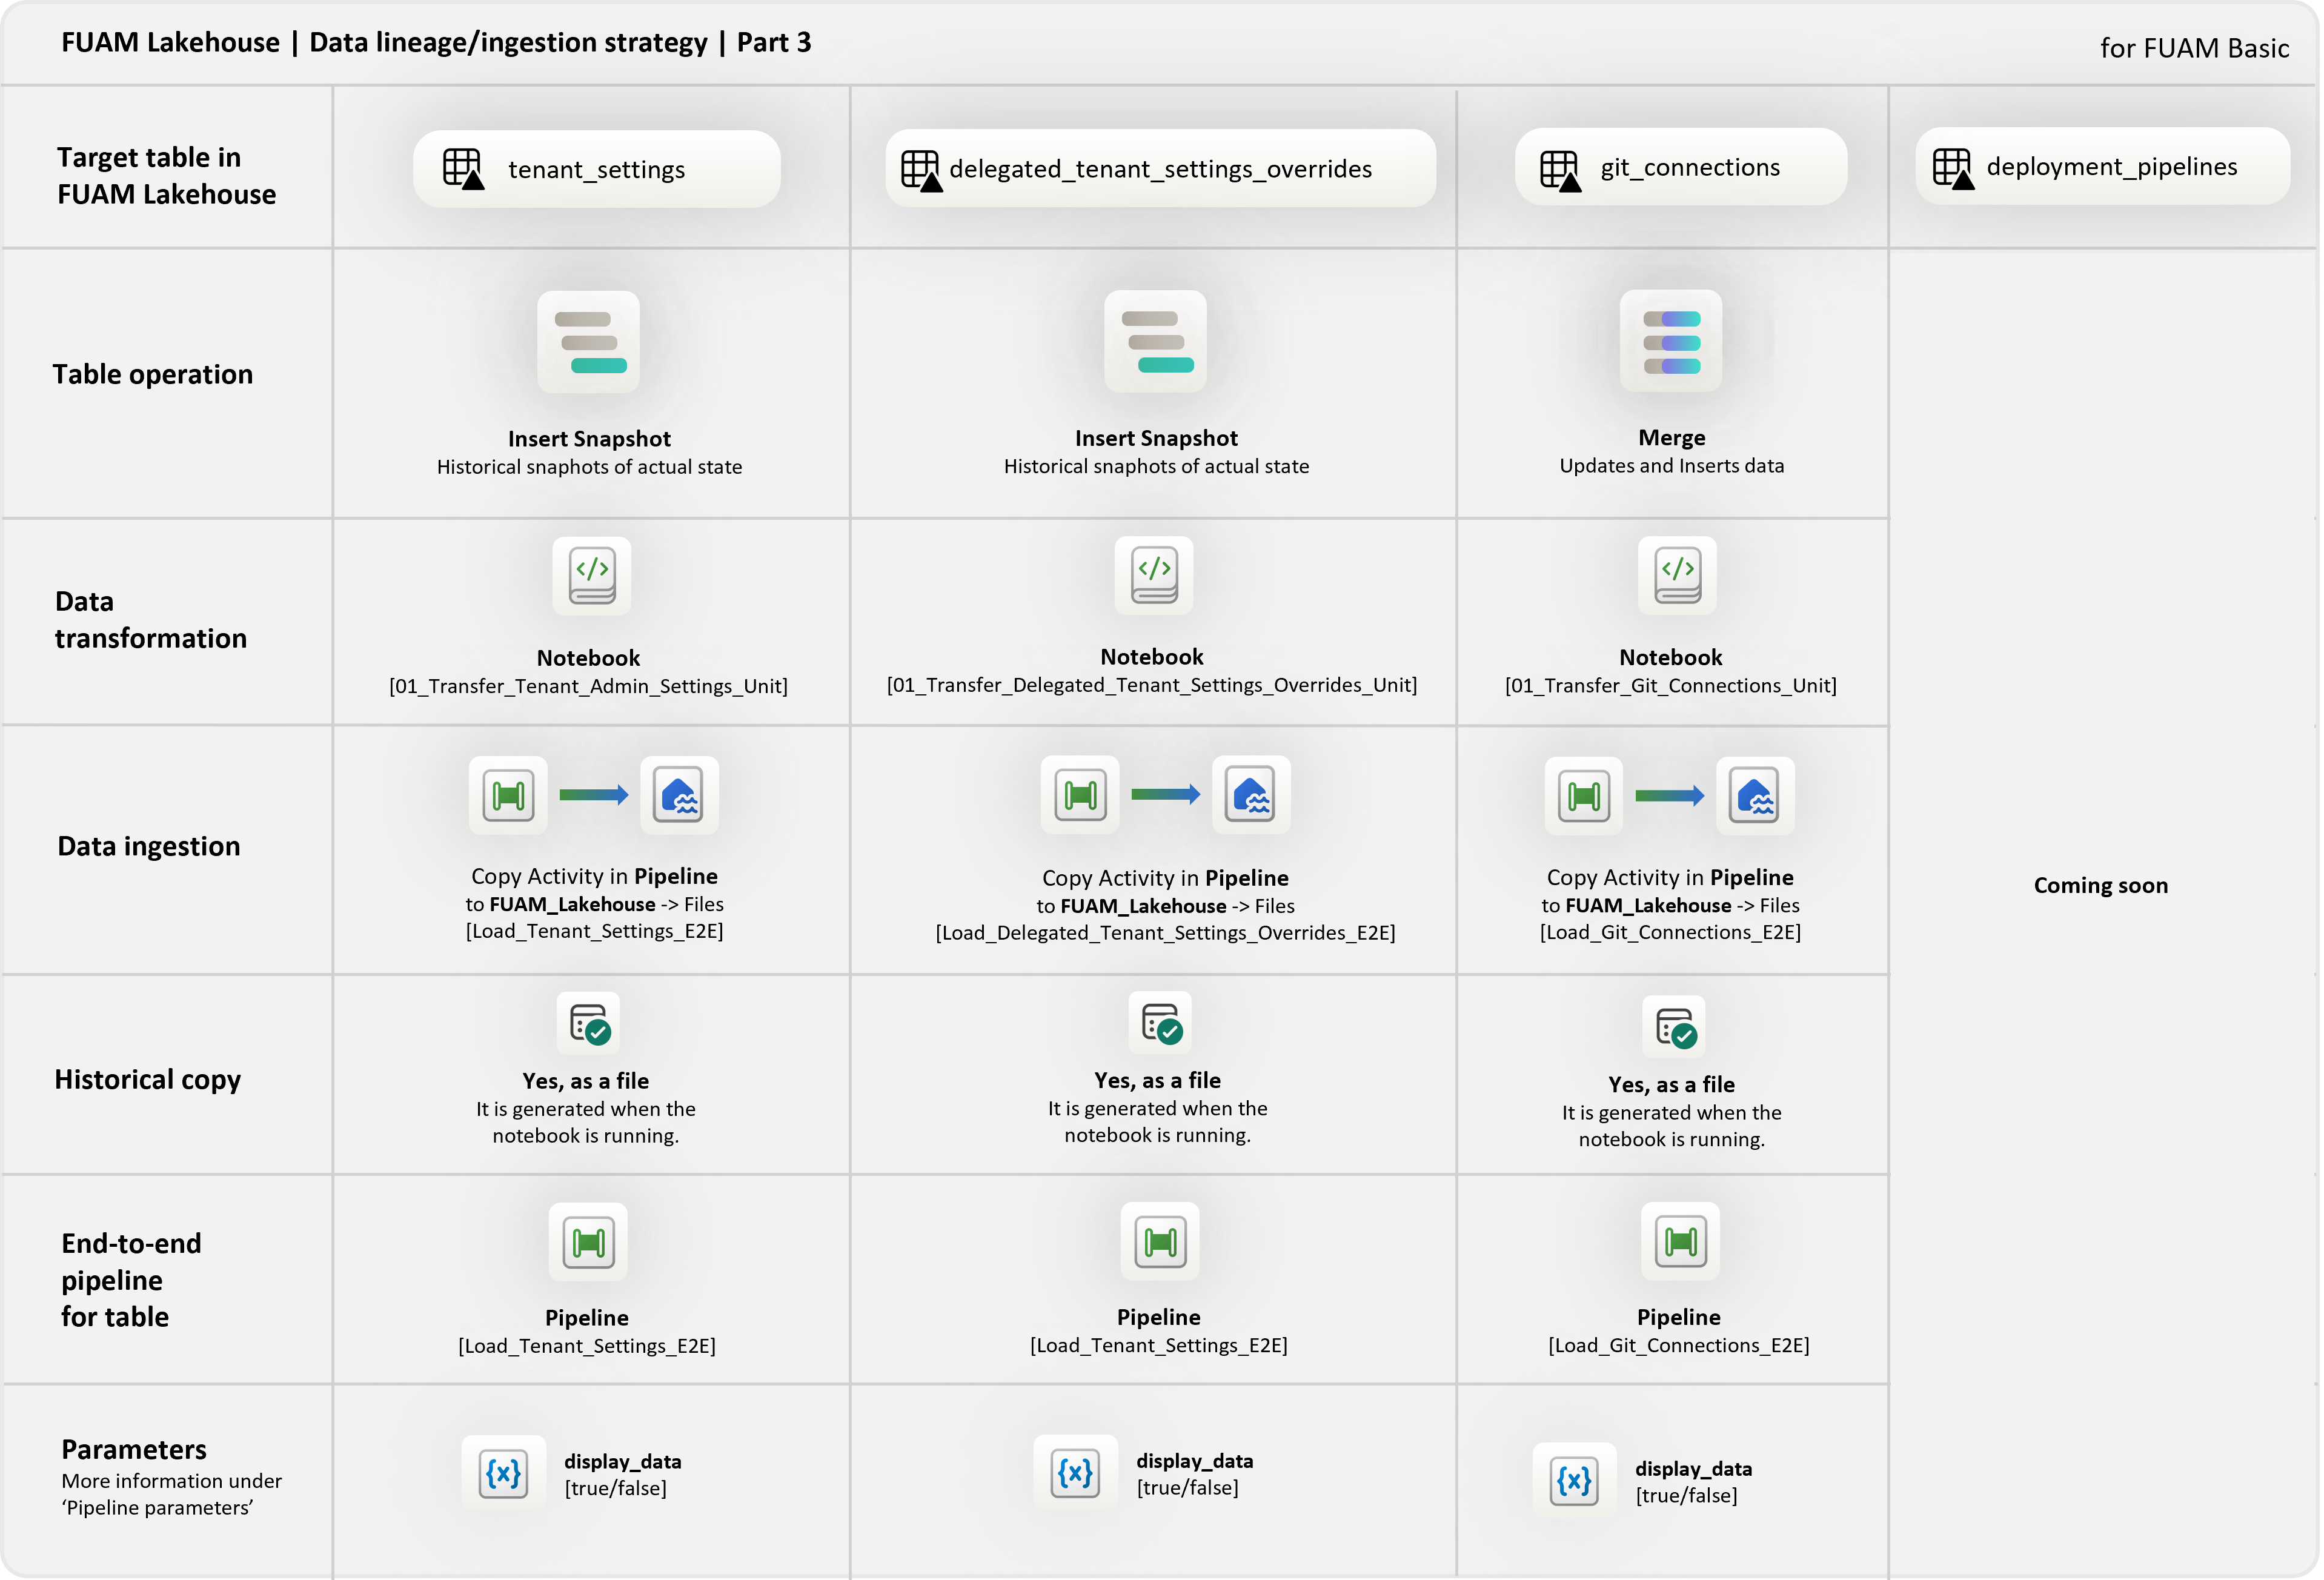 FUAM Lakehouse | Data lineage/ingestion strategy | Part 3
for FUAM Basic
Target table in
FUAM Lakehouse
tenant_settings
delegated_tenant_settings_overrides
git_connections
deployment_pipelines
Table operation
Insert Snapshot
Historical snaphots of actual state
Insert Snapshot
Historical snaphots of actual state
Merge
Updates and Inserts data
Data
transformation
Notebook
[01_Transfer_Tenant_Admin_Settings_Unit]
Notebook
[01_Transfer_Delegated_Tenant_Settings_Overrides_Unit]
Notebook
[01_Transfer_Git_Connections_Unit]
Data ingestion
Copy Activity in Pipeline
to FUAM_Lakehouse -> Files
[Load_Tenant_Settings_E2E]
Copy Activity in Pipeline
to FUAM_Lakehouse -> Files
[Load_Delegated_Tenant_Settings_Overrides_E2E]
Copy Activity in Pipeline
to FUAM_Lakehouse -> Files
[Load_Git_Connections_E2E]
Coming soon
Historical copy
Yes, as a file
It is generated when the
notebook is running.
Yes, as a file
It is generated when the
notebook is running.
Yes, as a file
It is generated when the
notebook is running.
End-to-end
pipeline
for table
Pipeline
[Load_Tenant_Settings_E2E]
Pipeline
[Load_Tenant_Settings_E2E]
Pipeline
[Load_Git_Connections_E2E]
Parameters
More information under
‘Pipeline parameters’
display_data
[true/false]
display_data
[true/false]
display_data
[true/false]